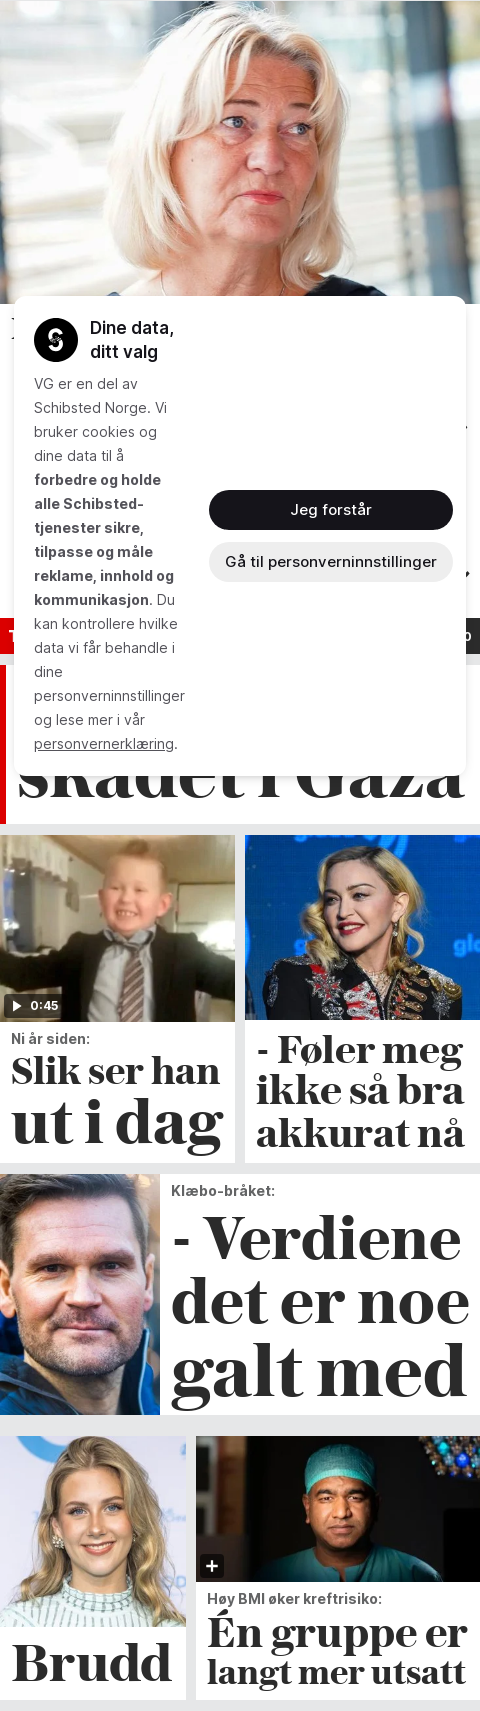 Dine data,
ditt valg
VG er en del av
Schibsted Norge. Vi
bruker cookies og
dine data til å
forbedre og holde
alle Schibsted-
tjenester sikre,
tilpasse og måle
reklame, innhold og
kommunikasjon. Du
kan kontrollere hvilke
data vi får behandle i
dine
personverninnstillinger
og lese mer i vår
personvernerklæring.
Jeg forstår
Gå til personverninnstillinger
skadet i Gaza
0:45
Ni år siden:
Slik ser han
ut i dag
- Føler meg
ikke så bra
akkurat nå
Klæbo-bråket:
- Verdiene
det er noe
galt med
Brudd
Høy BMI øker kreftrisiko:
Én gruppe er
langt mer utsatt